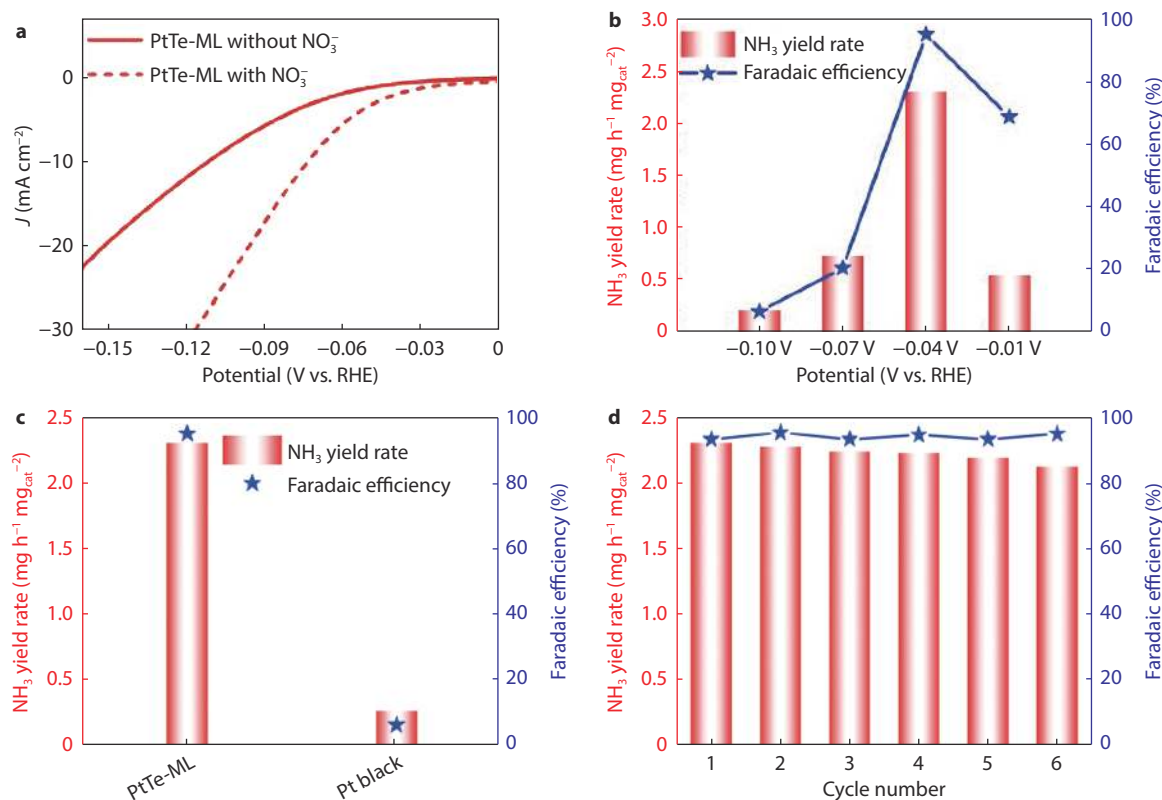 a
PtTe-ML without NO₃⁻
PtTe-ML with NO₃⁻
0
−10
−20
−30
J (mA cm⁻²)
−0.15 −0.12 −0.09 −0.06 −0.03 0
Potential (V vs. RHE)
b
NH₃ yield rate
Faradaic efficiency
3.0
2.5
2.0
1.5
1.0
0.5
0
NH₃ yield rate (mg h⁻¹ mg_cat⁻²)
100
80
60
40
20
0
Faradaic efficiency (%)
−0.10 V −0.07 V −0.04 V −0.01 V
Potential (V vs. RHE)
c
NH₃ yield rate
Faradaic efficiency
2.5
2.0
1.5
1.0
0.5
0
NH₃ yield rate (mg h⁻¹ mg_cat⁻²)
100
80
60
40
20
0
Faradaic efficiency (%)
PtTe-ML
Pt black
d
2.5
2.0
1.5
1.0
0.5
0
NH₃ yield rate (mg h⁻¹ mg_cat⁻²)
100
80
60
40
20
0
Faradaic efficiency (%)
1 2 3 4 5 6
Cycle number